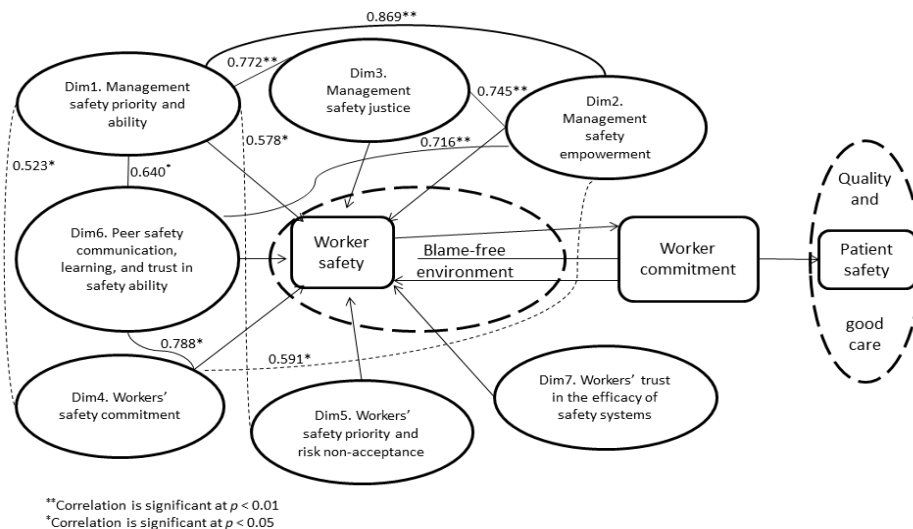 0.869**
0.772**
Dim1. Management
safety priority and
ability
Dim3.
Management
safety justice
0.745**
Dim2.
Management
safety
empowerment
0.523*
0.578*
0.716**
0.640*
Quality
and
Dim6. Peer safety
communication,
learning, and trust in
safety ability
Worker
safety
Blame-free
environment
Worker
commitment
Patient
safety
good
care
0.788*
0.591*
Dim4. Workers’
safety commitment
Dim5. Workers’
safety priority and
risk non-acceptance
Dim7. Workers’ trust
in the efficacy of
safety systems
**Correlation is significant at p < 0.01
*Correlation is significant at p < 0.05